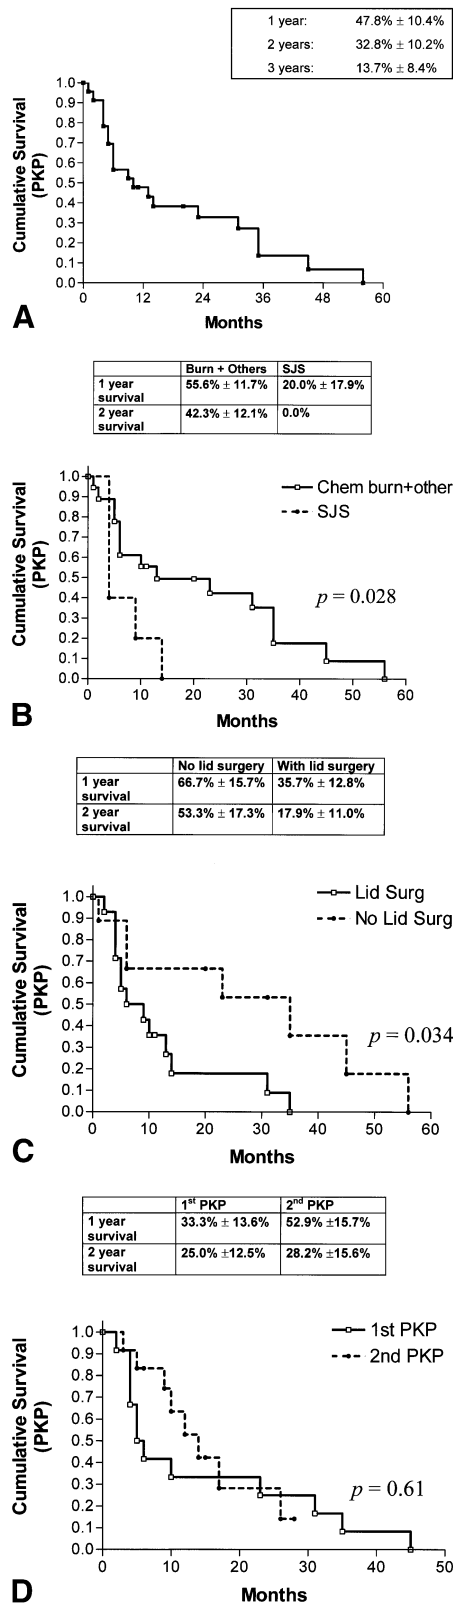 1 year: 47.8% ± 10.4%
2 years: 32.8% ± 10.2%
3 years: 13.7% ± 8.4%
Cumulative Survival
(PKP)
1.0
0.9
0.8
0.7
0.6
0.5
0.4
0.3
0.2
0.1
0.0
0 12 24 36 48 60
Months
A
Burn + Others SJS
1 year survival 55.6% ± 11.7% 20.0% ± 17.9%
2 year survival 42.3% ± 12.1% 0.0%
Cumulative Survival
(PKP)
1.0
0.9
0.8
0.7
0.6
0.5
0.4
0.3
0.2
0.1
0.0
Chem burn+other
SJS
p = 0.028
0 10 20 30 40 50 60
Months
B
No lid surgery With lid surgery
1 year survival 66.7% ± 15.7% 35.7% ± 12.8%
2 year survival 53.3% ± 17.3% 17.9% ± 11.0%
Cumulative Survival
(PKP)
1.0
0.9
0.8
0.7
0.6
0.5
0.4
0.3
0.2
0.1
0.0
Lid Surg
No Lid Surg
p = 0.034
0 10 20 30 40 50 60
Months
C
1st PKP 2nd PKP
1 year survival 33.3% ± 13.6% 52.9% ±15.7%
2 year survival 25.0% ±12.5% 28.2% ±15.6%
Cumulative Survival
(PKP)
1.0
0.9
0.8
0.7
0.6
0.5
0.4
0.3
0.2
0.1
0.0
1st PKP
2nd PKP
p = 0.61
0 10 20 30 40 50
Months
D